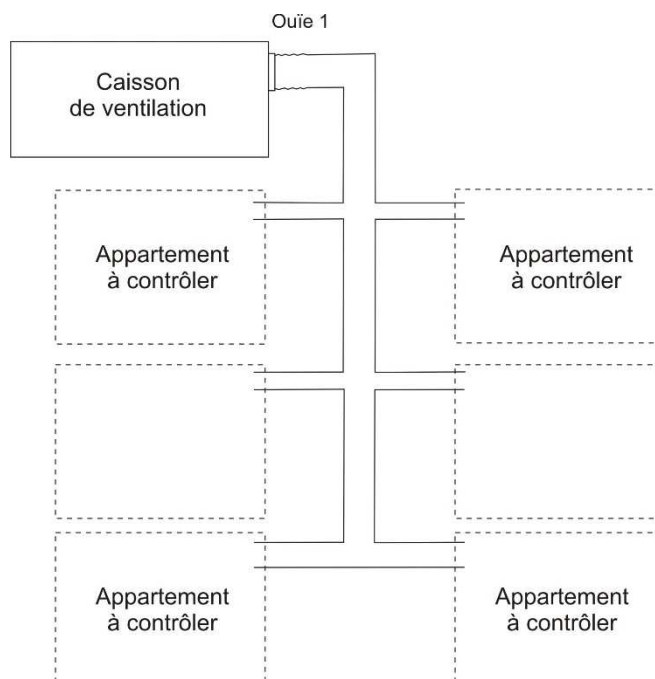 Ouïe 1
Caisson
de ventilation
Appartement
à contrôler
Appartement
à contrôler
Appartement
à contrôler
Appartement
à contrôler